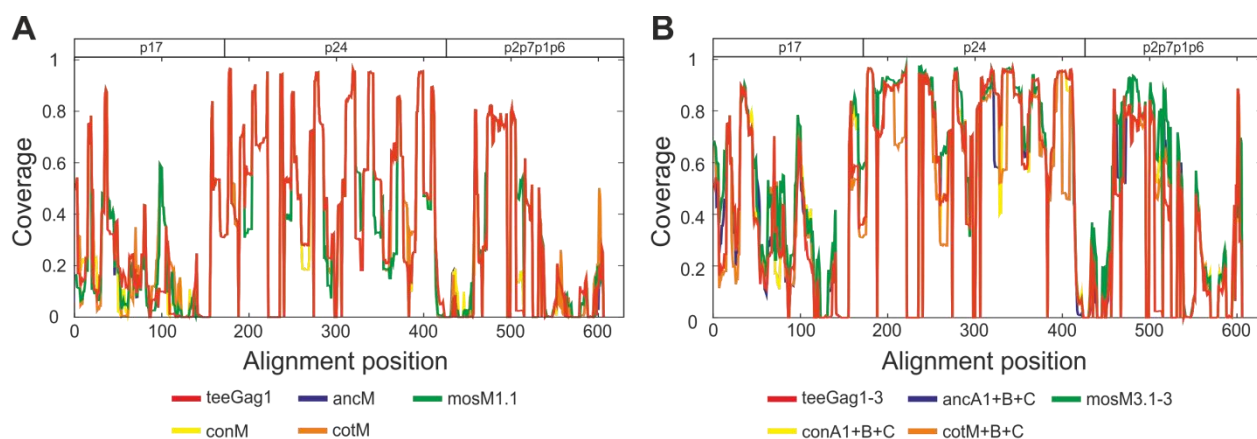 A
p17 p24 p2p7p1p6
1
0.8
0.6
0.4
0.2
0
Coverage
0 100 200 300 400 500 600
Alignment position
teeGag1 ancM mosM1.1
conM cotM
B
p17 p24 p2p7p1p6
1
0.8
0.6
0.4
0.2
0
Coverage
0 100 200 300 400 500 600
Alignment position
teeGag1-3 ancA1+B+C mosM3.1-3
conA1+B+C cotM+B+C